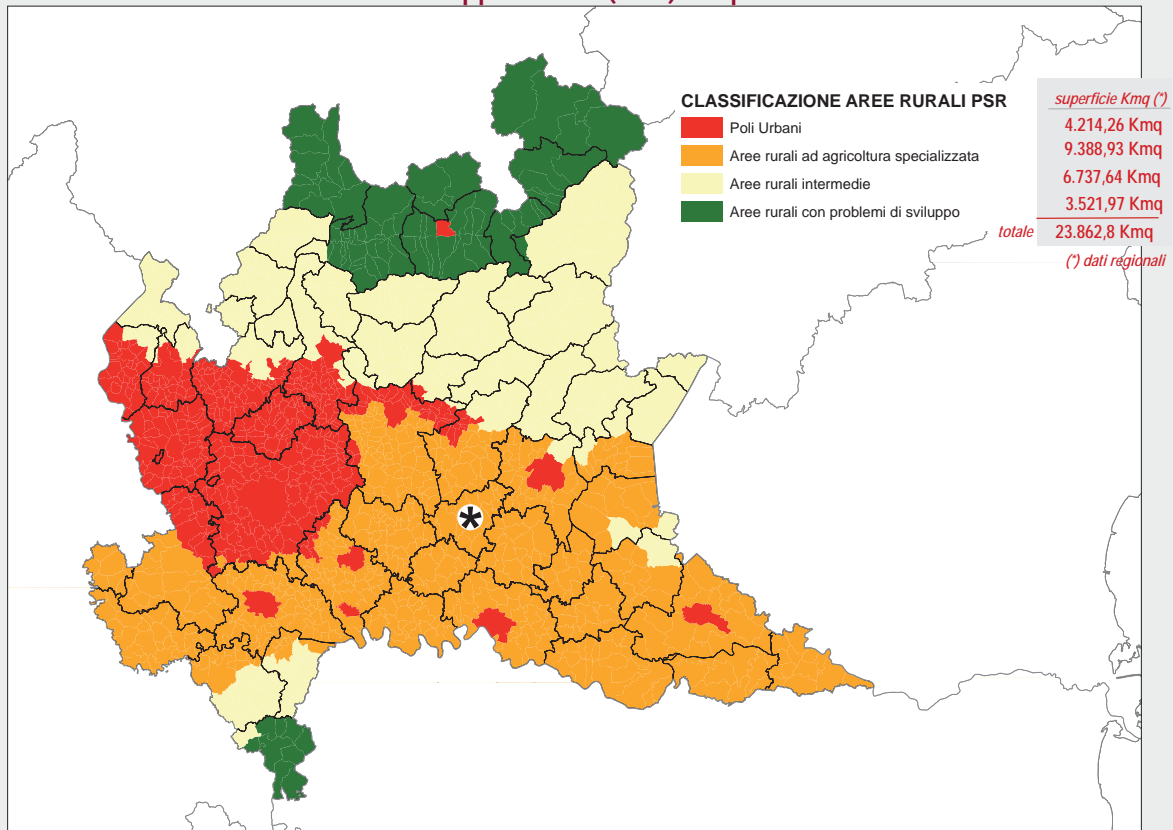 CLASSIFICAZIONE AREE RURALI PSR
Poli Urbani
Aree rurali ad agricoltura specializzata
Aree rurali intermedie
Aree rurali con problemi di sviluppo
superficie Kmq (*)
4.214,26 Kmq
9.388,93 Kmq
6.737,64 Kmq
3.521,97 Kmq
totale 23.862,8 Kmq
(*) dati regionali
*